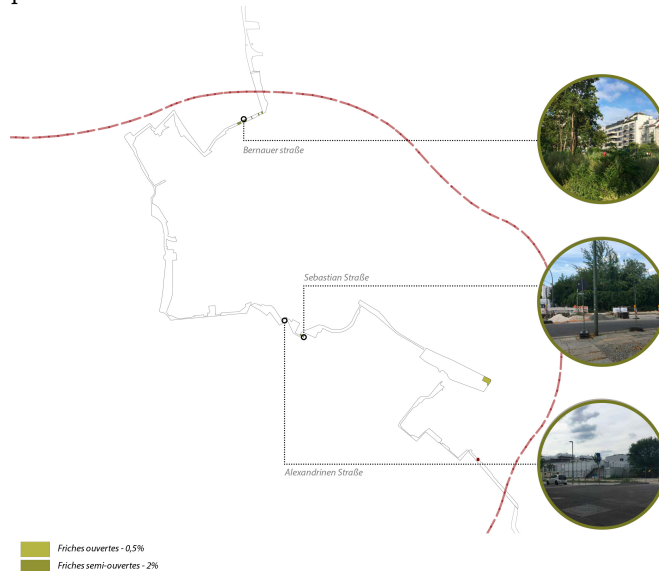 Bernauer straße
Sebastian Straße
Alexandrinen Straße
Friches ouvertes - 0,5%
Friches semi-ouvertes - 2%